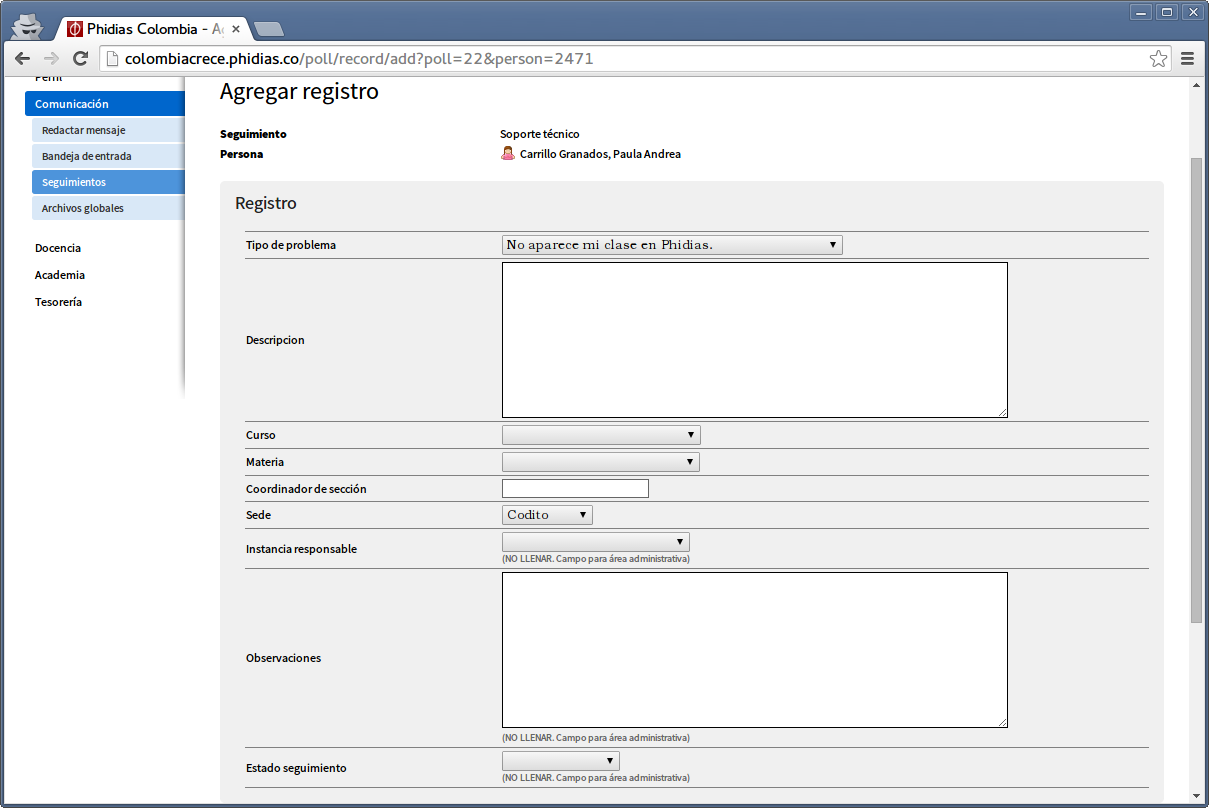 Phidias Colombia - Ag
colombiacrece.phidias.co/poll/record/add?poll=22&person=2471
Perfil
Comunicación
Redactar mensaje
Bandeja de entrada
Seguimientos
Archivos globales
Docencia
Academia
Tesorería
Agregar registro
Seguimiento Soporte técnico
Persona Carrillo Granados, Paula Andrea
Registro
Tipo de problema No aparece mi clase en Phidias.
Descripcion
Curso
Materia
Coordinador de sección
Sede Codito
Instancia responsable
(NO LLENAR. Campo para área administrativa)
Observaciones
(NO LLENAR. Campo para área administrativa)
Estado seguimiento
(NO LLENAR. Campo para área administrativa)